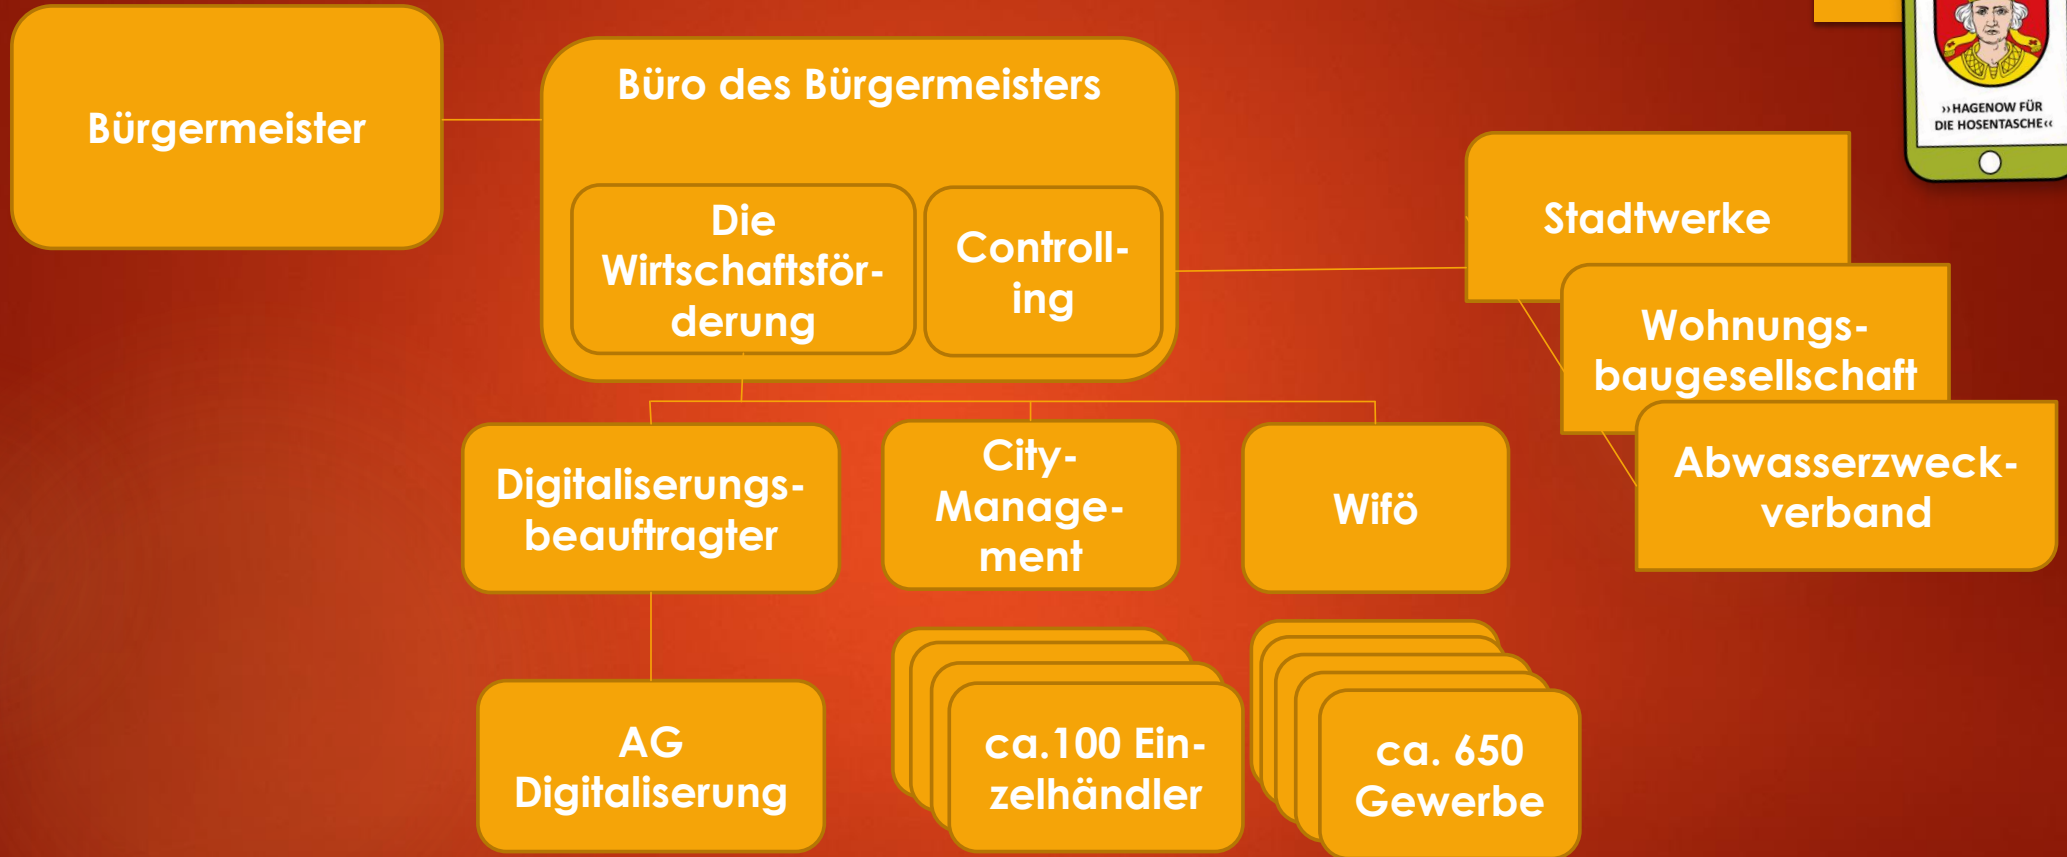 Bürgermeister
Büro des Bürgermeisters
Die
Wirtschaftsför-
derung
Controll-
ing
Stadtwerke
Wohnungs-
baugesellschaft
Abwasserzweck-
verband
››HAGENOW FÜR
DIE HOSENTASCHE‹‹
Digitaliserungs-
beauftragter
City-
Manage-
ment
Wifö
AG
Digitaliserung
ca.100 Ein-
zelhändler
ca. 650
Gewerbe